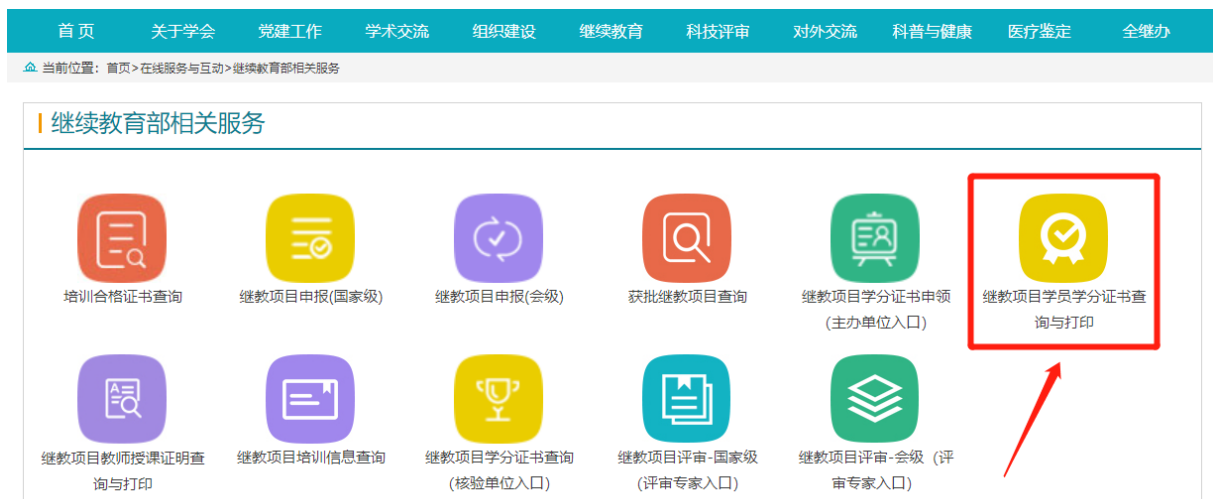 首页 关于学会 党建工作 学术交流 组织建设 继续教育 科技评审 对外交流 科普与健康 医疗鉴定 全继办
当前位置：首页>在线服务与互动>继续教育部相关服务
继续教育部相关服务
培训合格证书查询 继教项目申报(国家级) 继教项目申报(会级) 获批继教项目查询 继教项目学分证书申领 继教项目学员学分证书查
(主办单位入口) 询与打印
继教项目教师授课证明查 继教项目培训信息查询 继教项目学分证书查询 继教项目评审-国家级 继教项目评审-会级（评
询与打印 (核验单位入口) (评审专家入口) 审专家入口）